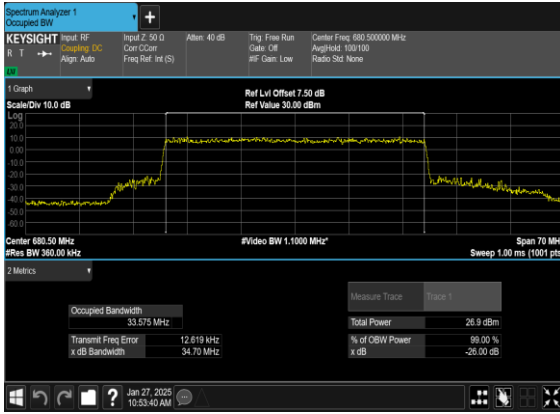 Spectrum Analyzer 1
Occupied BW
+
KEYSIGHT
R T
Input: RF
Coupling: DC
Align: Auto
Input Z: 50 Ω
Corr CCorr
Freq Ref: Int (S)
Atten: 40 dB
Trig: Free Run
Gate: Off
#IF Gain: Low
Center Freq: 680.500000 MHz
Avg|Hold: 100/100
Radio Std: None
1 Graph
Scale/Div 10.0 dB
Ref Lvl Offset 7.50 dB
Ref Value 30.00 dBm
Log
20.0
10.0
0.00
-10.0
-20.0
-30.0
-40.0
-50.0
-60.0
Center 680.50 MHz
#Res BW 360.00 kHz
#Video BW 1.1000 MHz*
Span 70 MH
Sweep 1.00 ms (1001 pts
2 Metrics
Measure Trace
Trace 1
Occupied Bandwidth
33.575 MHz
Total Power
26.9 dBm
Transmit Freq Error
12.619 kHz
% of OBW Power
99.00 %
x dB Bandwidth
34.70 MHz
x dB
-26.00 dB
?
Jan 27, 2025
10:53:40 AM